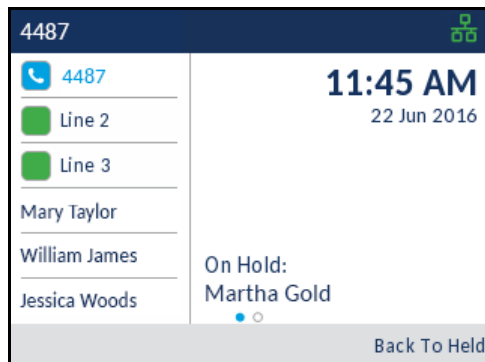 4487
4487
Line 2
Line 3
Mary Taylor
William James
Jessica Woods
11:45 AM
22 Jun 2016
On Hold:
Martha Gold
Back To Held